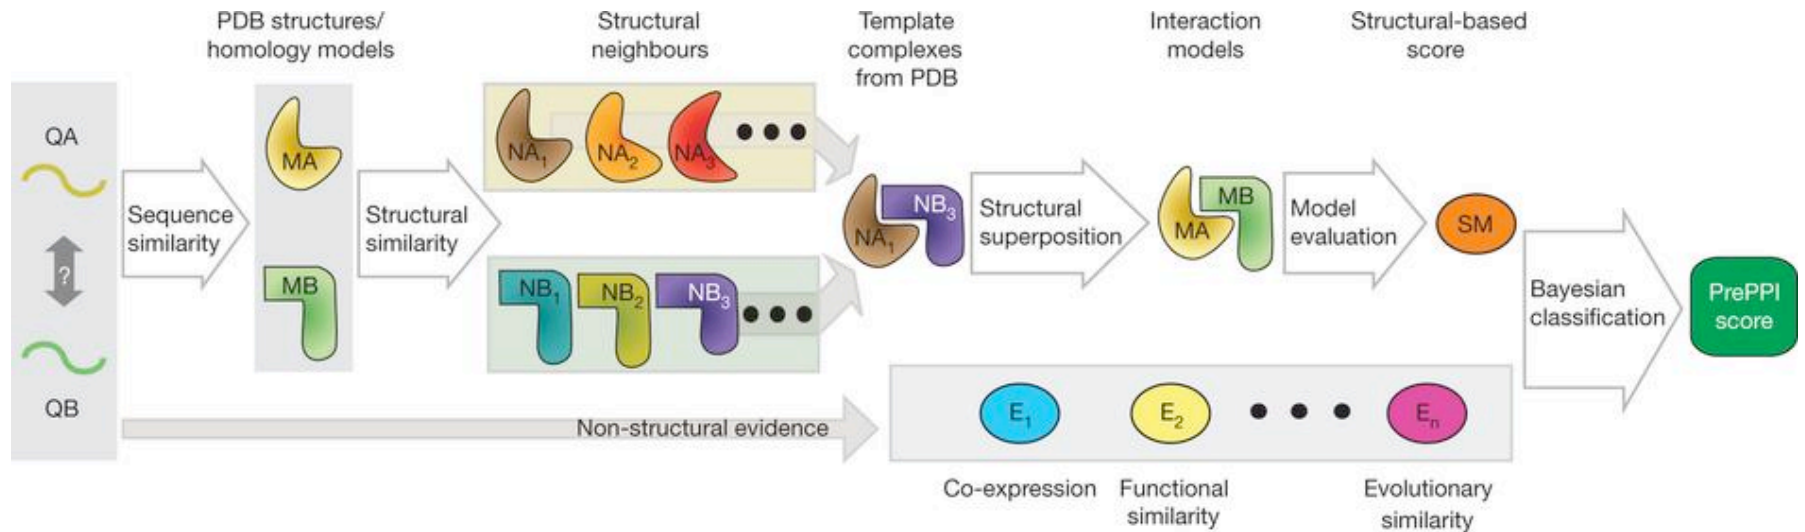 PDB structures/
homology models
Structural
neighbours
Template
complexes
from PDB
Interaction
models
Structural-based
score
QA
?
QB
Sequence
similarity
MA
MB
Structural
similarity
NA1
NA2
NA3
NB1
NB2
NB3
NA1
NB3
Structural
superposition
MA
MB
Model
evaluation
SM
Bayesian
classification
PrePPI
score
Non-structural evidence
E1
E2
En
Co-expression
Functional
similarity
Evolutionary
similarity